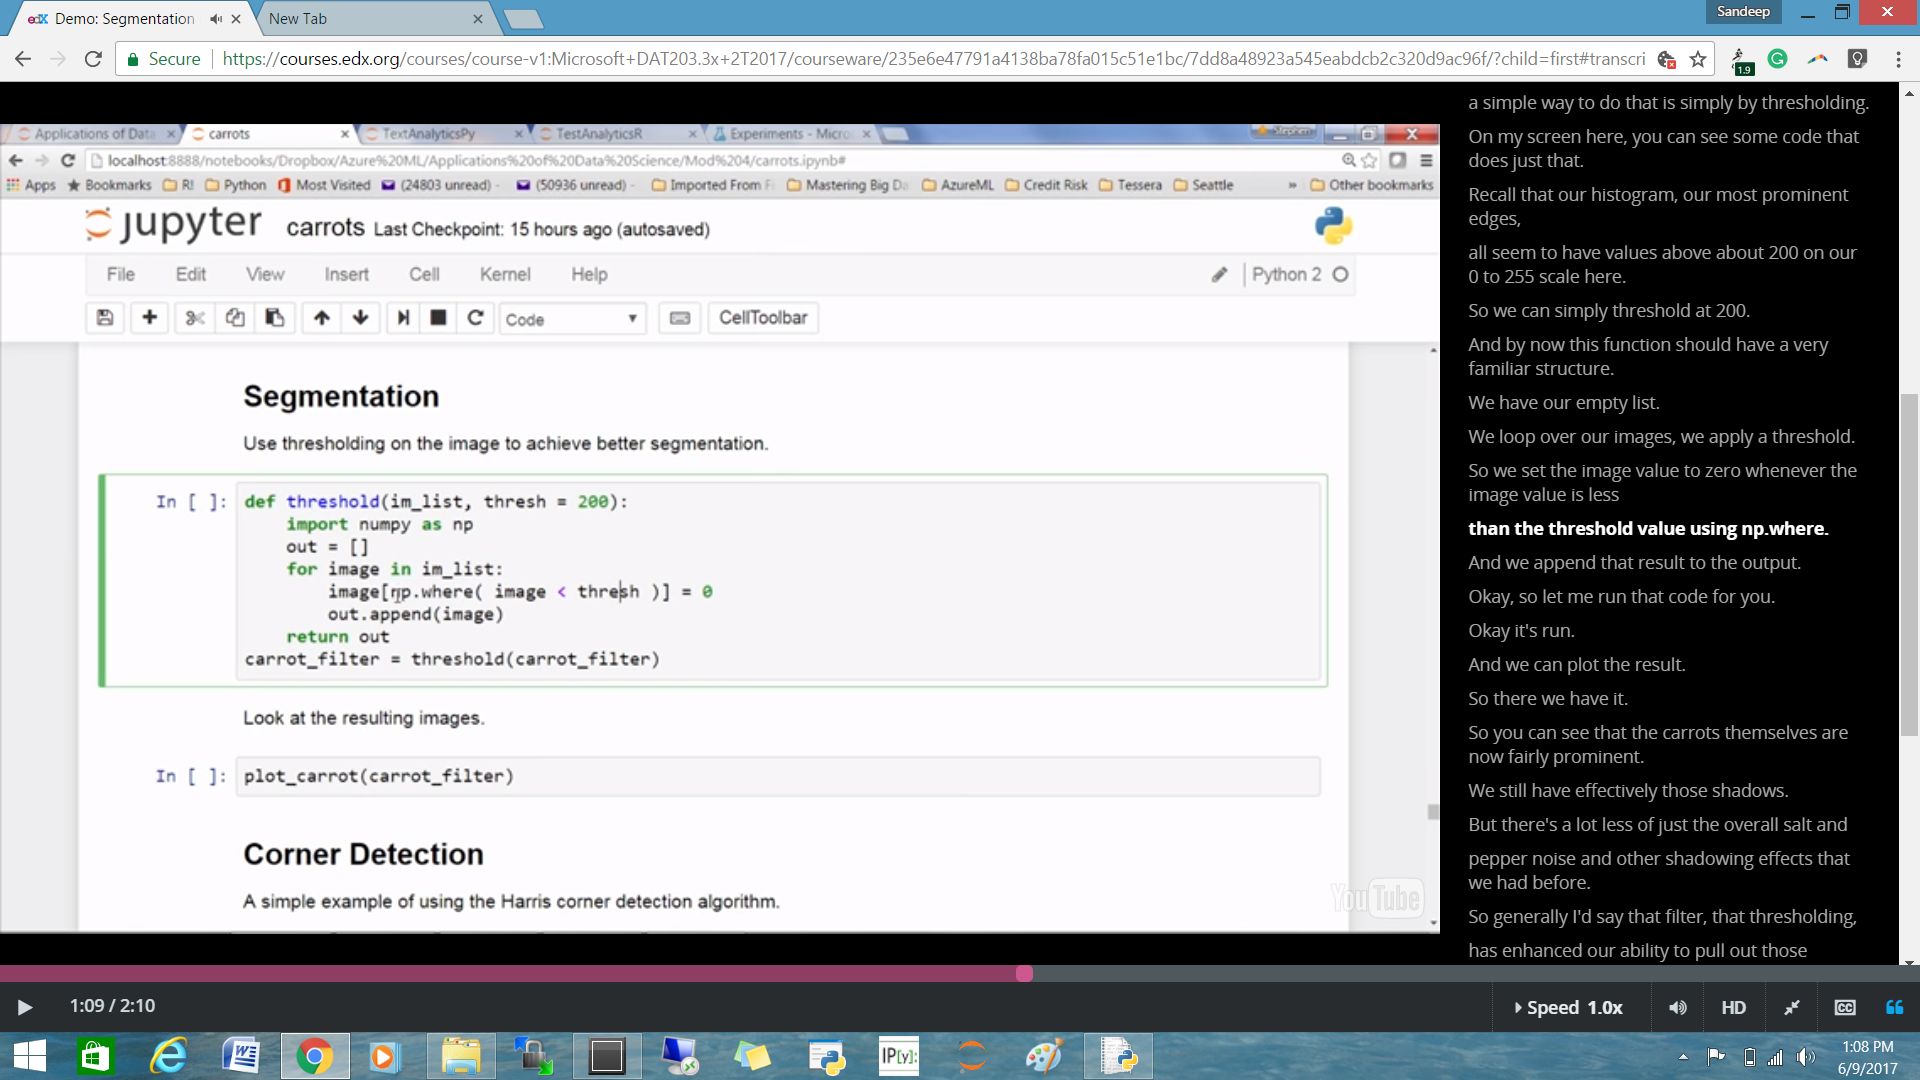 edX Demo: Segmentation
New Tab
Sandeep
Secure
https://courses.edx.org/courses/course-v1:Microsoft+DAT203.3x+2T2017/courseware/235e6e47791a4138ba78fa015c51e1bc/7dd8a48923a545eabdcb2c320d9ac96f/?child=first#transcri
1.9
Applications of Data
carrots
TextAnalyticsPy
TestAnalyticsR
Experiments - Micro
Stephen
localhost:8888/notebooks/Dropbox/Azure%20ML/Applications%20of%20Data%20Science/Mod%204/carrots.ipynb#
Apps
Bookmarks
R!
Python
Most Visited
(24803 unread) -
(50936 unread) -
Imported From F
Mastering Big Da
AzureML
Credit Risk
Tessera
Seattle
»
Other bookmarks
jupyter carrots Last Checkpoint: 15 hours ago (autosaved)
File Edit View Insert Cell Kernel Help
Python 2
Code
CellToolbar
Segmentation
Use thresholding on the image to achieve better segmentation.
In [ ]: def threshold(im_list, thresh = 200):
import numpy as np
out = []
for image in im_list:
image[np.where( image < thresh )] = 0
out.append(image)
return out
carrot_filter = threshold(carrot_filter)
Look at the resulting images.
In [ ]: plot_carrot(carrot_filter)
Corner Detection
A simple example of using the Harris corner detection algorithm.
YouTube
a simple way to do that is simply by thresholding.
On my screen here, you can see some code that
does just that.
Recall that our histogram, our most prominent
edges,
all seem to have values above about 200 on our
0 to 255 scale here.
So we can simply threshold at 200.
And by now this function should have a very
familiar structure.
We have our empty list.
We loop over our images, we apply a threshold.
So we set the image value to zero whenever the
image value is less
than the threshold value using np.where.
And we append that result to the output.
Okay, so let me run that code for you.
Okay it's run.
And we can plot the result.
So there we have it.
So you can see that the carrots themselves are
now fairly prominent.
We still have effectively those shadows.
But there's a lot less of just the overall salt and
pepper noise and other shadowing effects that
we had before.
So generally I'd say that filter, that thresholding,
has enhanced our ability to pull out those
1:09 / 2:10
Speed 1.0x
HD
CC
IP[y]:
1:08 PM
6/9/2017